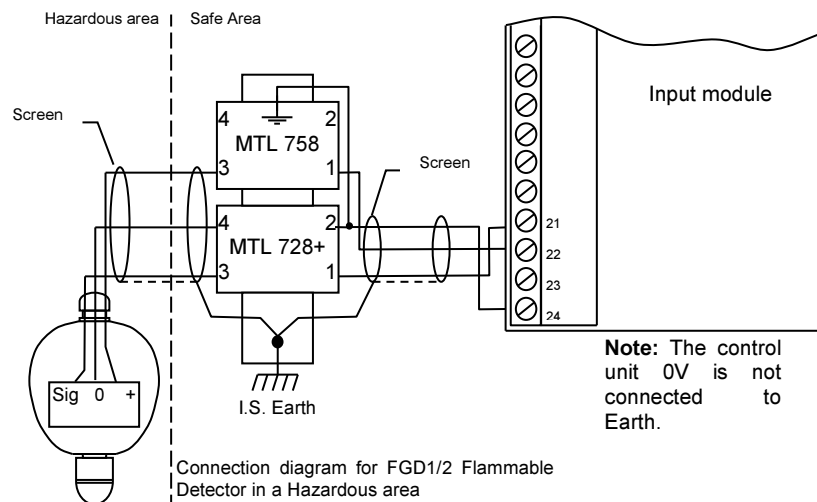 Hazardous area
Safe Area
Screen
4 2
MTL 758
3 1
Screen
4 2
MTL 728+
3 1
I.S. Earth
Sig 0 +
Input module
21
22
23
24
Note: The control
unit 0V is not
connected to
Earth.
Connection diagram for FGD1/2 Flammable
Detector in a Hazardous area